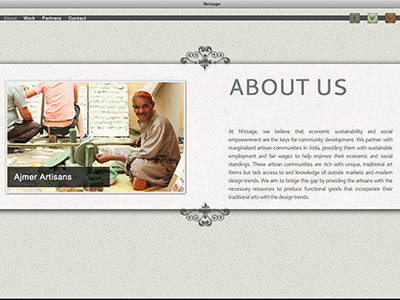 Nvisage
About Work Partners Contact
ABOUT US
At N'visage, we believe that economic sustainability and social
empowerment are the keys for community development. We partner with
marginalized artisan communities in India, providing them with sustainable
employment and fair wages to help improve their economic and social
standings. These artisan communities are rich with unique, traditional art
forms but lack access to and knowledge of outside markets and modern
design trends. We aim to bridge this gap by providing the artisans with the
necessary resources to produce functional goods that incorporate their
traditional arts with the design trends.
Ajmer Artisans